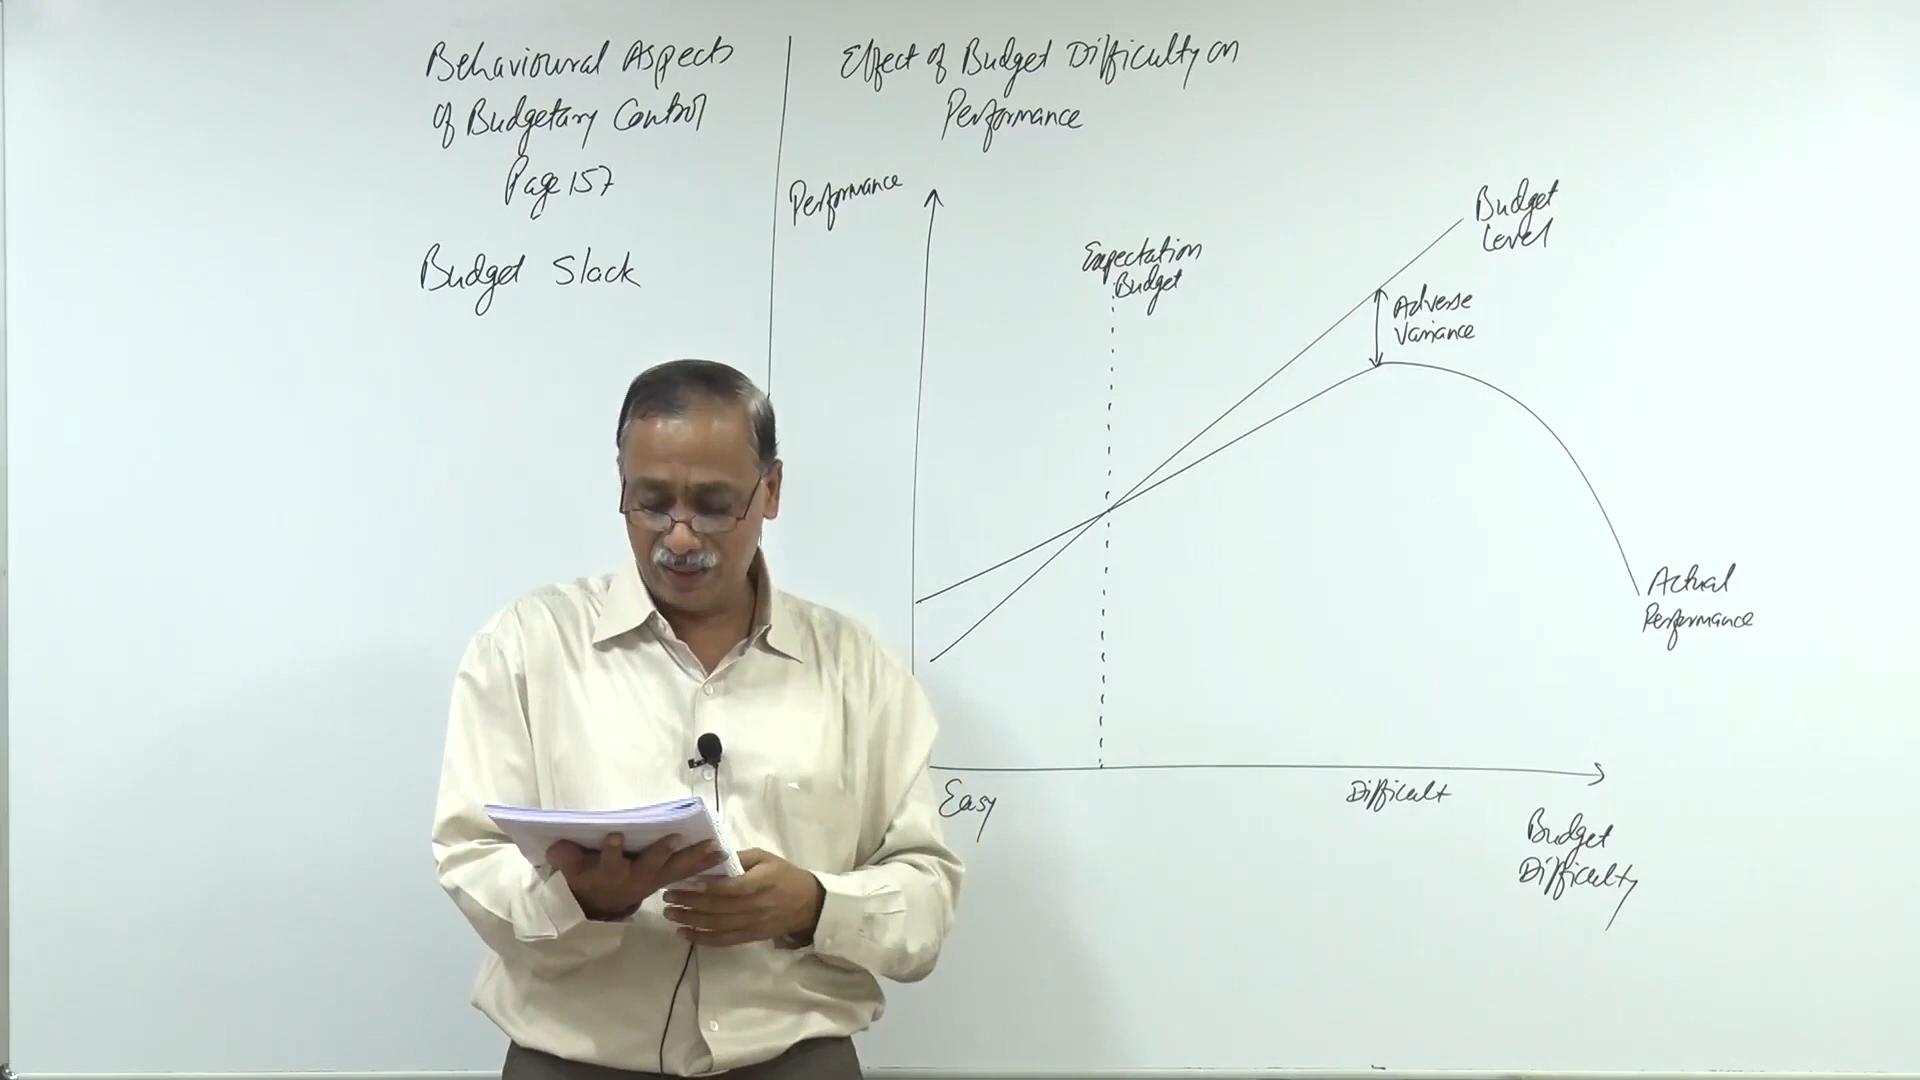 Behavioural Aspects
of Budgetary Control
Page 157
Budget Slack
Effect of Budget Difficulty on
Performance
Performance
Expectation
Budget
Budget
Level
Adverse
Variance
Actual
Performance
Easy
Difficult
Budget
Difficulty